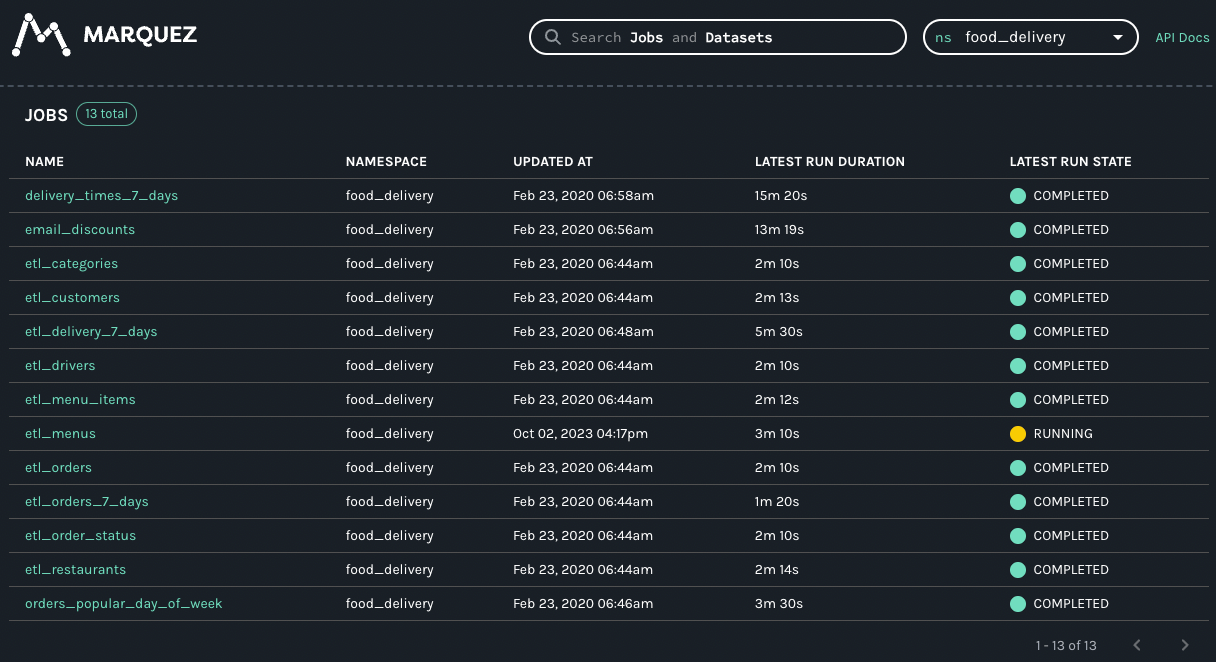 MARQUEZ
Search Jobs and Datasets
ns food_delivery
API Docs
JOBS 13 total
NAME NAMESPACE UPDATED AT LATEST RUN DURATION LATEST RUN STATE
delivery_times_7_days food_delivery Feb 23, 2020 06:58am 15m 20s COMPLETED
email_discounts food_delivery Feb 23, 2020 06:56am 13m 19s COMPLETED
etl_categories food_delivery Feb 23, 2020 06:44am 2m 10s COMPLETED
etl_customers food_delivery Feb 23, 2020 06:44am 2m 13s COMPLETED
etl_delivery_7_days food_delivery Feb 23, 2020 06:48am 5m 30s COMPLETED
etl_drivers food_delivery Feb 23, 2020 06:44am 2m 10s COMPLETED
etl_menu_items food_delivery Feb 23, 2020 06:44am 2m 12s COMPLETED
etl_menus food_delivery Oct 02, 2023 04:17pm 3m 10s RUNNING
etl_orders food_delivery Feb 23, 2020 06:44am 2m 10s COMPLETED
etl_orders_7_days food_delivery Feb 23, 2020 06:44am 1m 20s COMPLETED
etl_order_status food_delivery Feb 23, 2020 06:44am 2m 10s COMPLETED
etl_restaurants food_delivery Feb 23, 2020 06:44am 2m 14s COMPLETED
orders_popular_day_of_week food_delivery Feb 23, 2020 06:46am 3m 30s COMPLETED
1 - 13 of 13